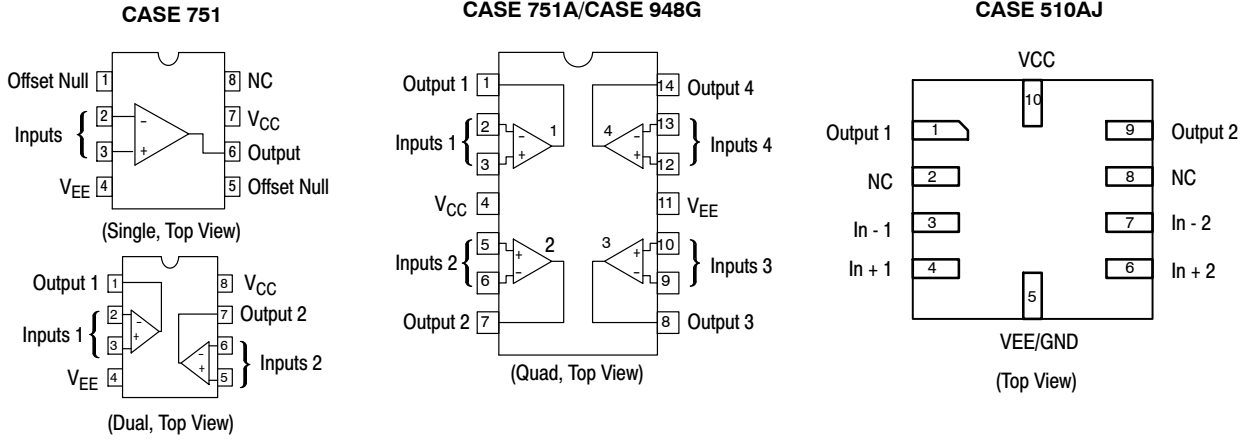 CASE 751
Offset Null 1
8 NC
2
Inputs {
3
-
+
7 VCC
6 Output
VEE 4
5 Offset Null
(Single, Top View)
Output 1 1
8 VCC
2
Inputs 1 {
3
-
+
7 Output 2
6
} Inputs 2
5
-
+
VEE 4
(Dual, Top View)
CASE 751A/CASE 948G
Output 1 1
14 Output 4
2
Inputs 1 {
3
-
+
1
4
-
+
13
} Inputs 4
12
VCC 4
11 VEE
5
Inputs 2 {
6
+
-
2
3
+
-
10
} Inputs 3
9
Output 2 7
8 Output 3
(Quad, Top View)
CASE 510AJ
VCC
10
Output 1 1
9 Output 2
NC 2
8 NC
In - 1 3
7 In - 2
In + 1 4
6 In + 2
5
VEE/GND
(Top View)